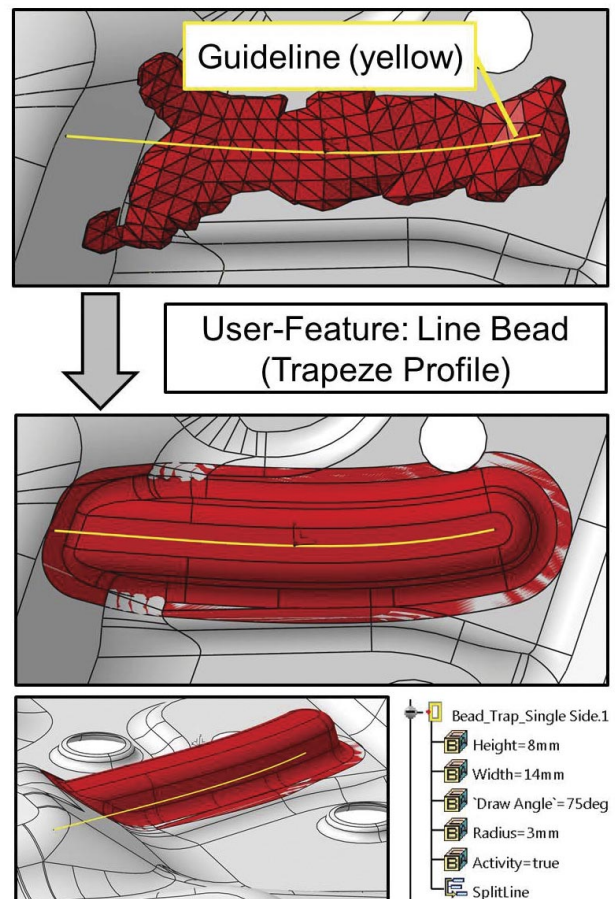 Guideline (yellow)
User-Feature: Line Bead
(Trapeze Profile)
Bead_Trap_Single Side.1
Height=8mm
Width=14mm
`Draw Angle`=75deg
Radius=3mm
Activity=true
SplitLine